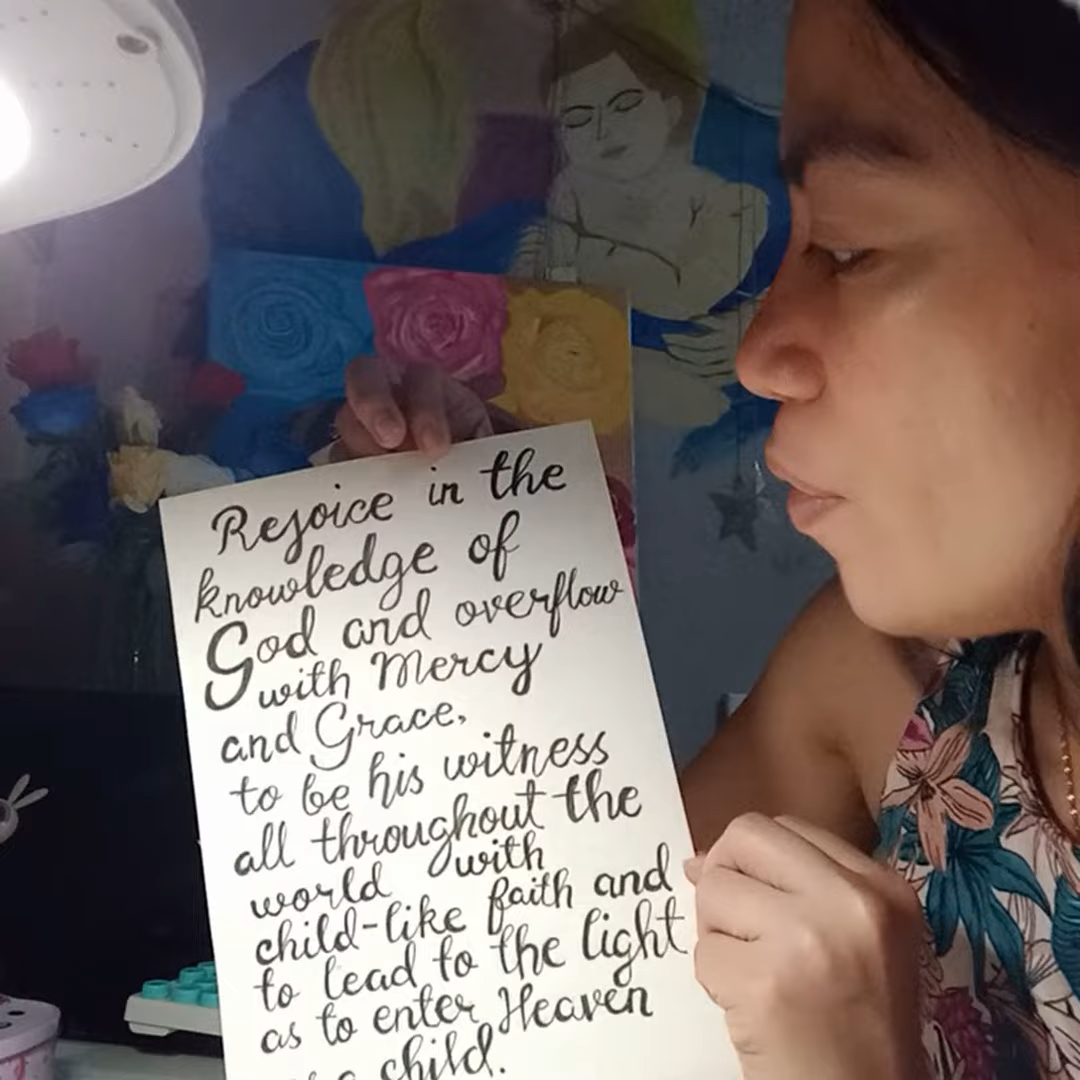 Rejoice in the
knowledge of
God and overflow
with Mercy
and Grace,
to be his witness
all throughout the
world with
child-like faith and
to lead to the light
as to enter Heaven
child.